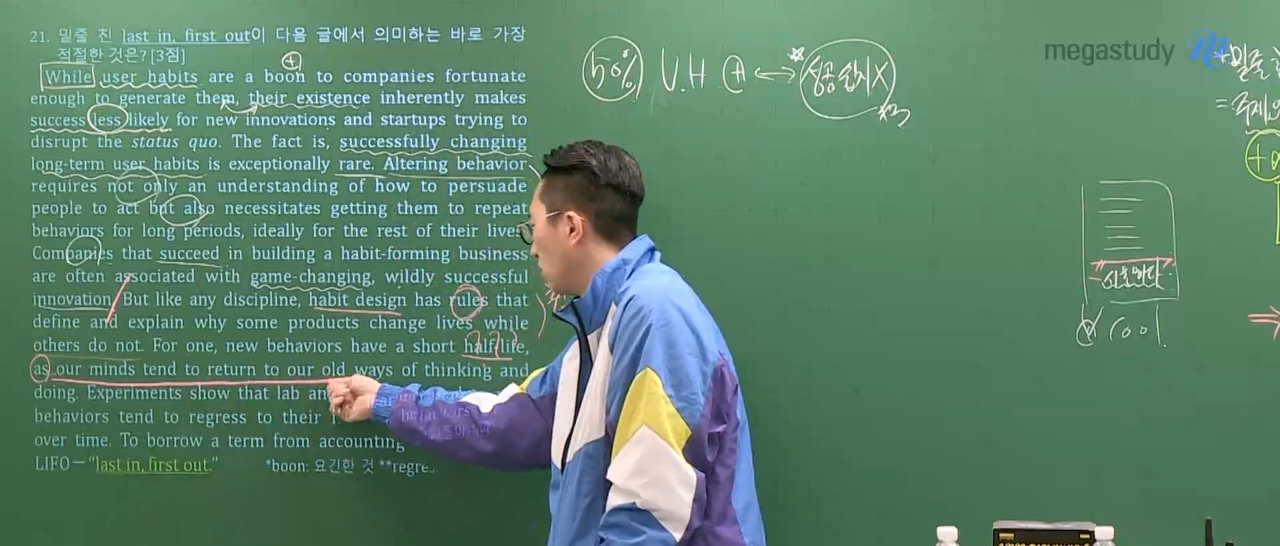 21. 밑줄 친 last in, first out이 다음 글에서 의미하는 바로 가장
적절한 것은? [3점]
While user habits are a boon to companies fortunate
enough to generate them, their existence inherently makes
success less likely for new innovations and startups trying to
disrupt the status quo. The fact is, successfully changing
long-term user habits is exceptionally rare. Altering behavior
requires not only an understanding of how to persuade
people to act but also necessitates getting them to repeat
behaviors for long periods, ideally for the rest of their
Companies that succeed in building a habit-forming business
are often associated with game-changing, wildly successful
innovation. But like any discipline, habit design has rules that
define and explain why some products change lives while
others do not. For one, new behaviors have a short half-life,
as our minds tend to return to our old ways of thinking and
doing. Experiments show that lab
behaviors tend to regress to their
over time. To borrow a term from accounting
LIFO—“last in, first out.” *boon: 요긴한 것 **
50% U.H + ↔
megastudy